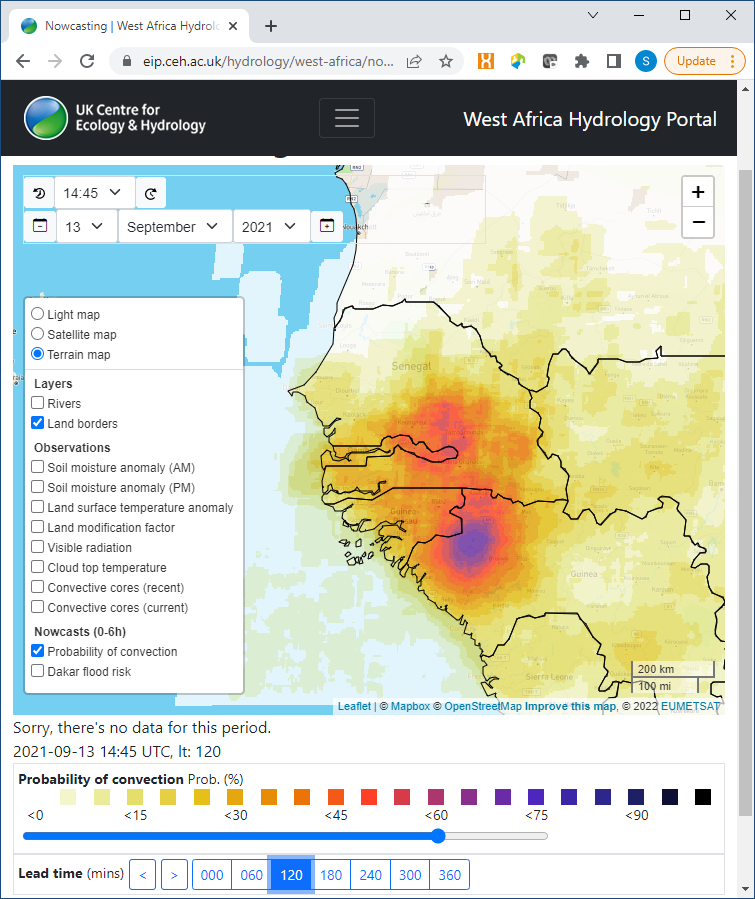 Nowcasting | West Africa Hydrolo
eip.ceh.ac.uk/hydrology/west-africa/no...
S
Update
UK Centre for
Ecology & Hydrology
West Africa Hydrology Portal
14:45
13 September 2021
+
−
Light map
Satellite map
Terrain map
Layers
Rivers
Land borders
Observations
Soil moisture anomaly (AM)
Soil moisture anomaly (PM)
Land surface temperature anomaly
Land modification factor
Visible radiation
Cloud top temperature
Convective cores (recent)
Convective cores (current)
Nowcasts (0-6h)
Probability of convection
Dakar flood risk
Senegal
Guinea
Sierra Leone
200 km
100 mi
Leaflet | © Mapbox © OpenStreetMap Improve this map, © 2022 EUMETSAT
Sorry, there's no data for this period.
2021-09-13 14:45 UTC, lt: 120
Probability of convection Prob. (%)
<0 <15 <30 <45 <60 <75 <90
Lead time (mins) < > 000 060 120 180 240 300 360